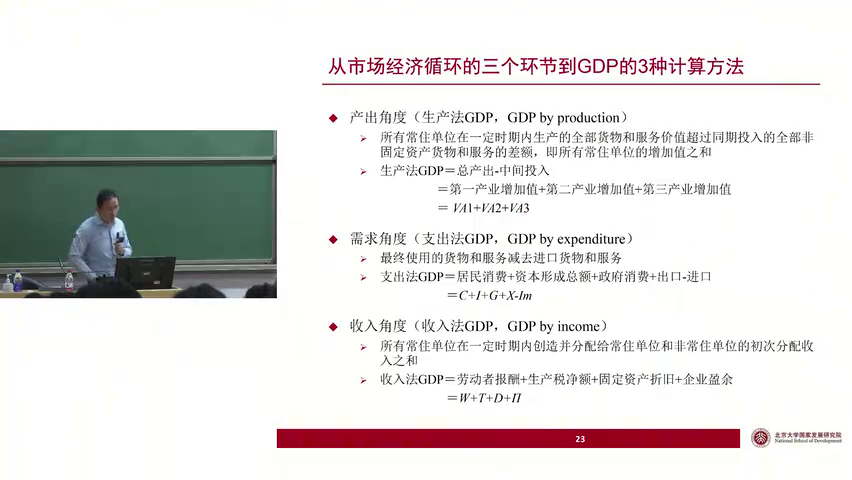 从市场经济循环的三个环节到GDP的3种计算方法
◆ 产出角度（生产法GDP，GDP by production）
➢ 所有常住单位在一定时期内生产的全部货物和服务价值超过同期投入的全部非
固定资产货物和服务的差额，即所有常住单位的增加值之和
➢ 生产法GDP＝总产出-中间投入
＝第一产业增加值+第二产业增加值+第三产业增加值
＝ VA1+VA2+VA3
◆ 需求角度（支出法GDP，GDP by expenditure）
➢ 最终使用的货物和服务减去进口货物和服务
➢ 支出法GDP＝居民消费+资本形成总额+政府消费+出口-进口
＝C+I+G+X-Im
◆ 收入角度（收入法GDP，GDP by income）
➢ 所有常住单位在一定时期内创造并分配给常住单位和非常住单位的初次分配收
入之和
➢ 收入法GDP＝劳动者报酬+生产税净额+固定资产折旧+企业盈余
＝W+T+D+Π
23
北京大学国家发展研究院
National School of Development